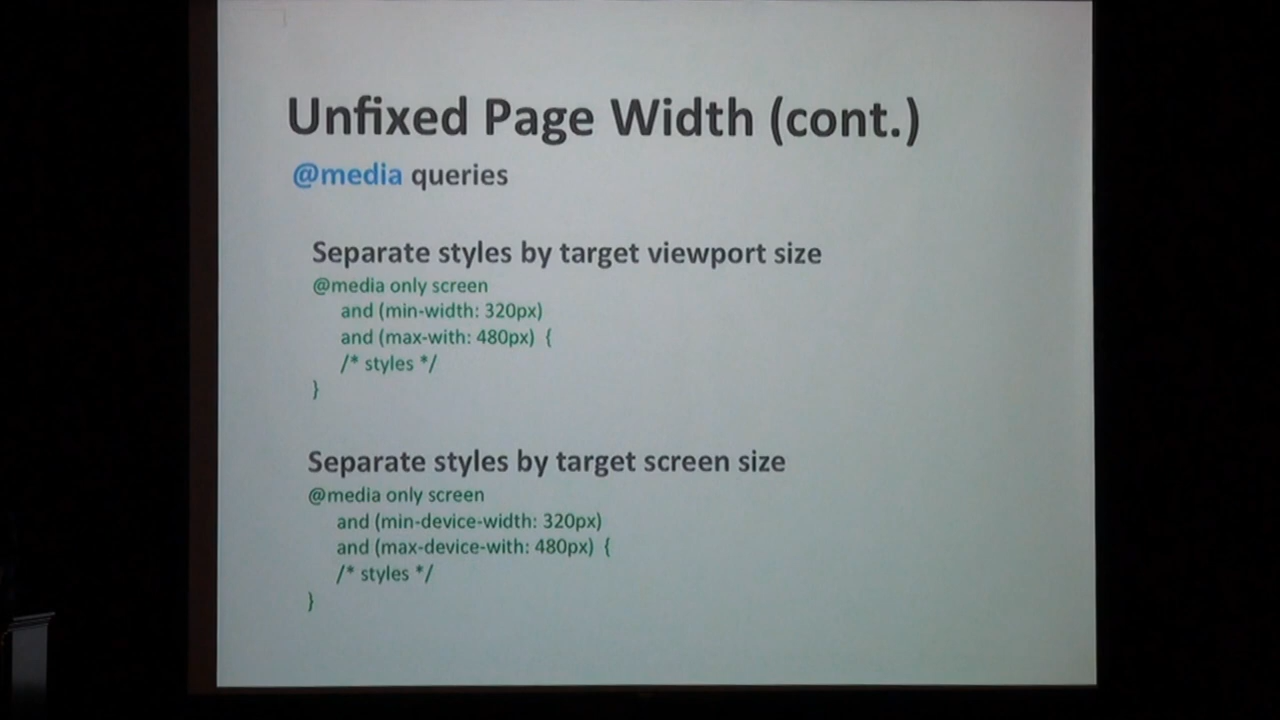 Unfixed Page Width (cont.)
@media queries
Separate styles by target viewport size
@media only screen
and (min-width: 320px)
and (max-with: 480px) {
/* styles */
}
Separate styles by target screen size
@media only screen
and (min-device-width: 320px)
and (max-device-with: 480px) {
/* styles */
}